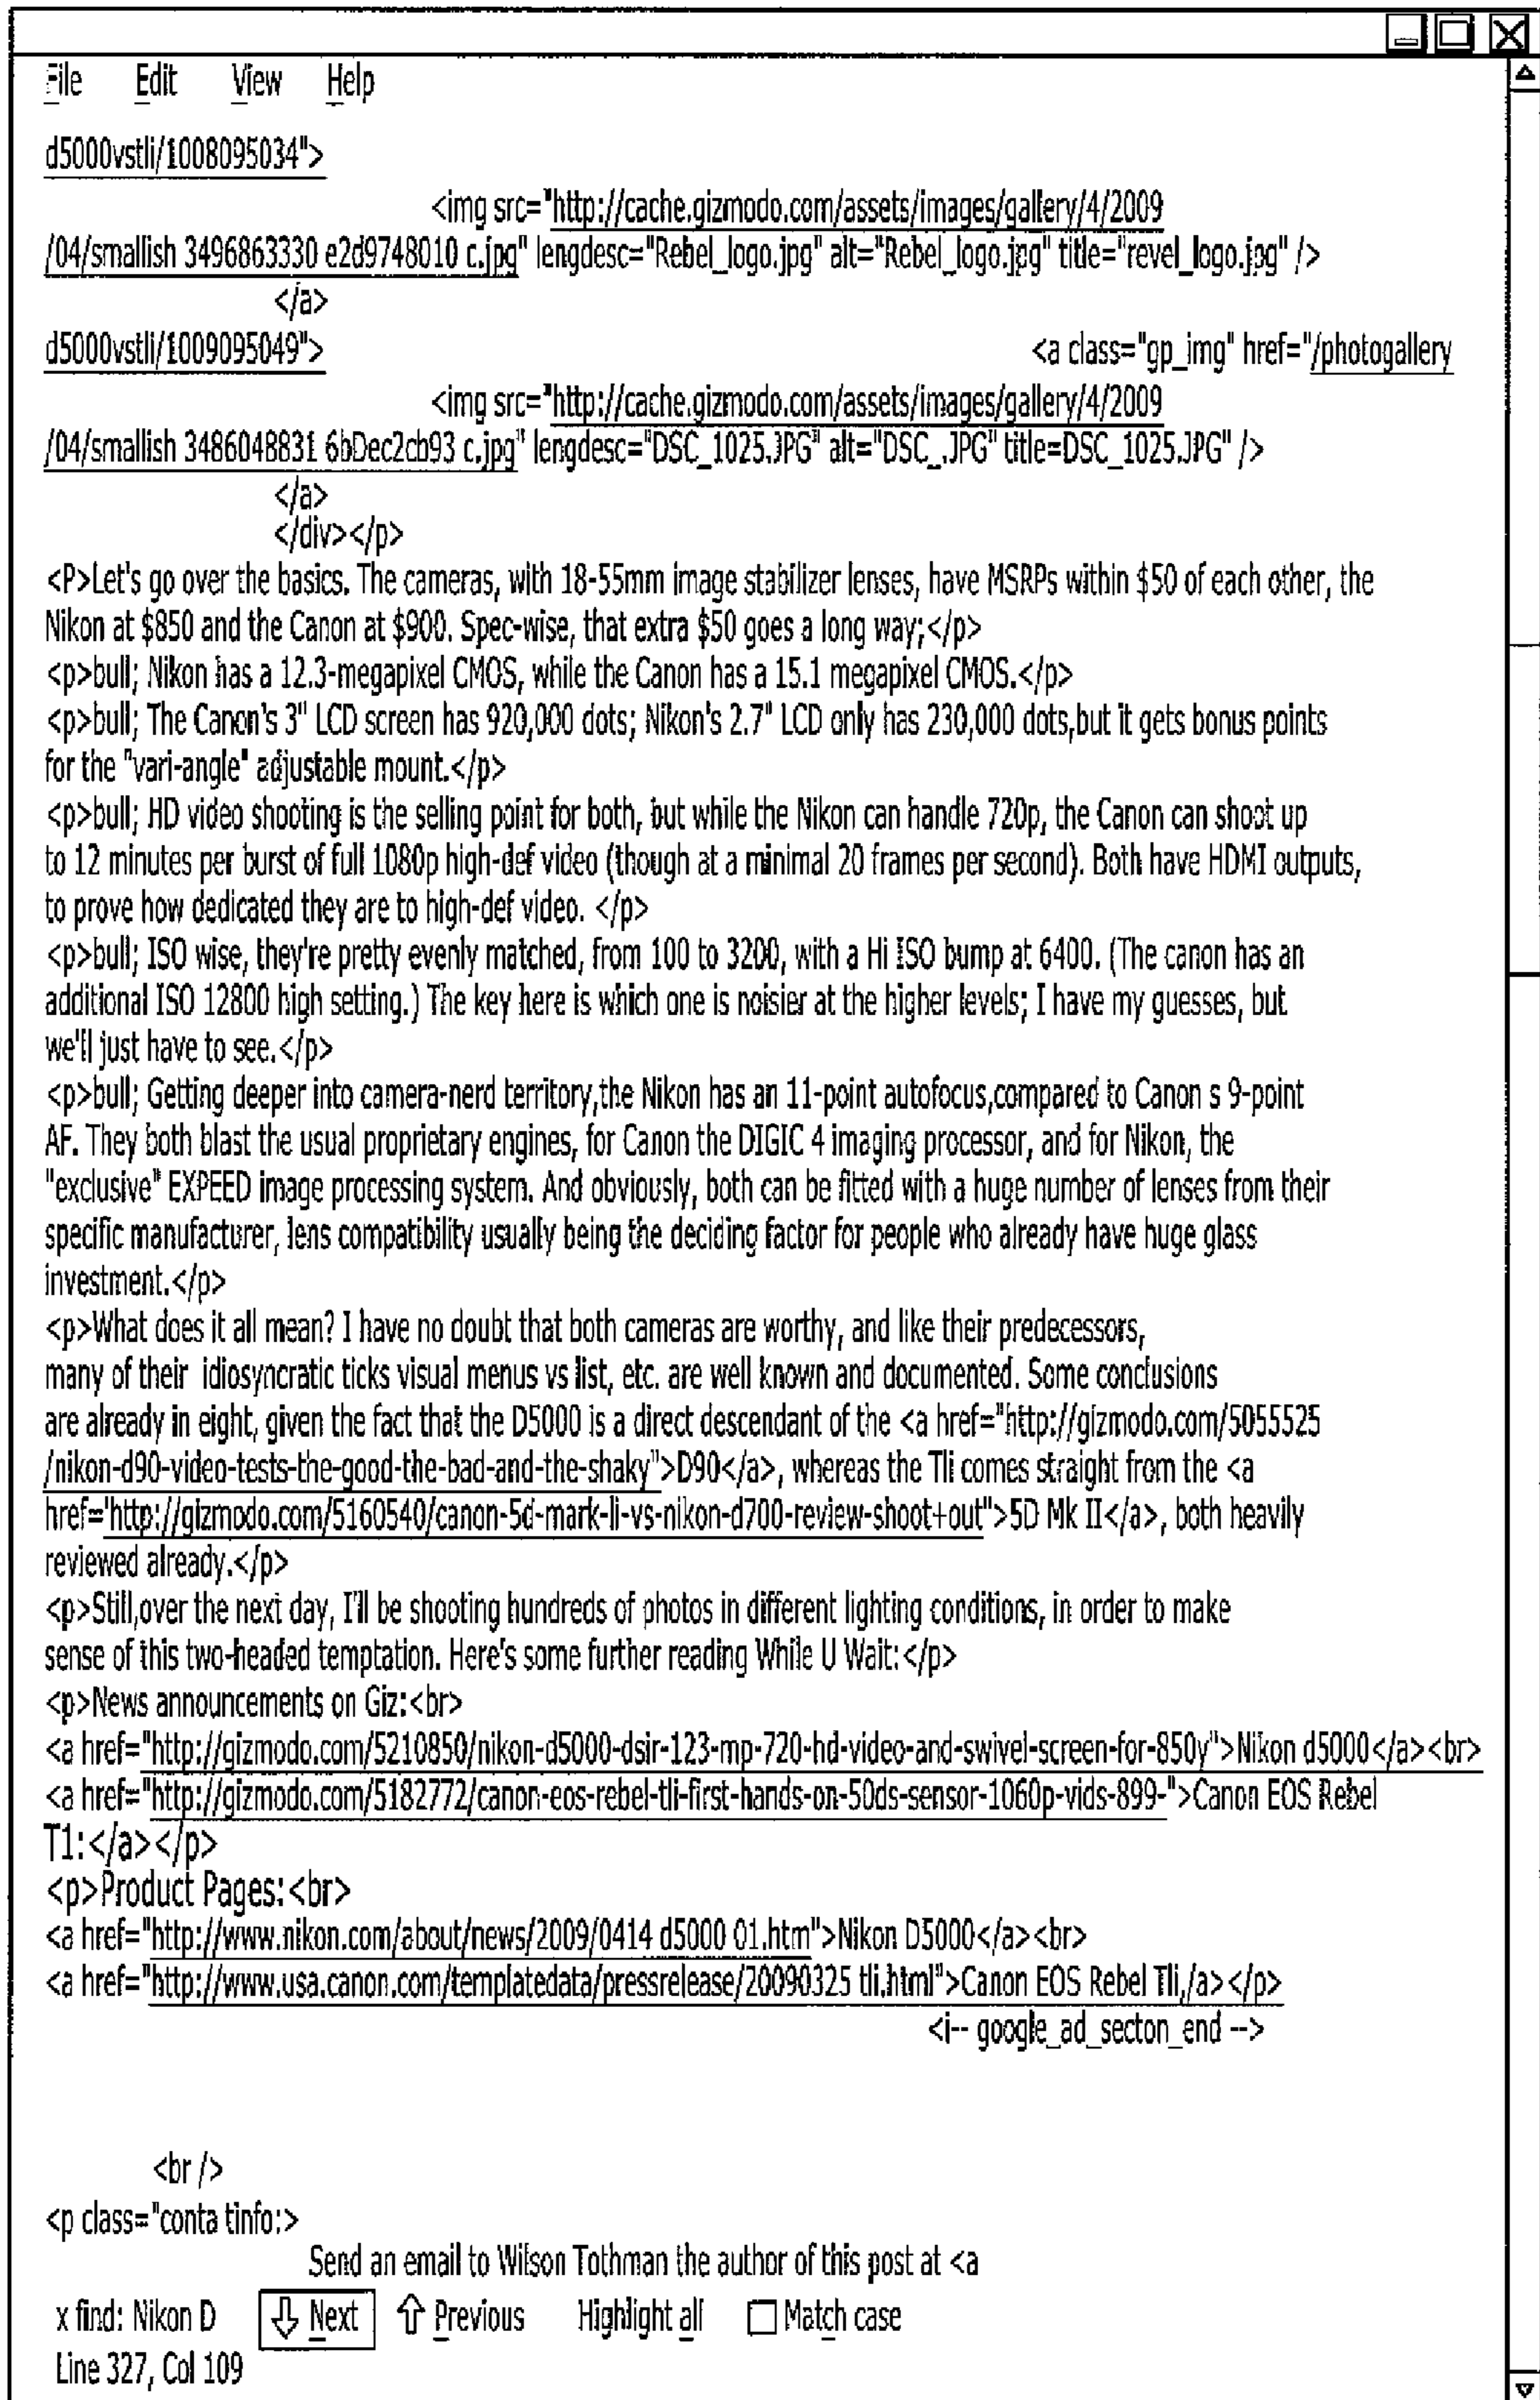 File Edit View Help
d5000vstli/1008095034">
<img src="http://cache.gizmodo.com/assets/images/gallery/4/2009
/04/smallish 3496863330 e2d9748010 c.jpg" lengdesc="Rebel_logo.jpg" alt="Rebel_logo.jpg" title="revel_logo.jpg" />
</a>
d5000vstli/1009095049"> <a class="gp_img" href="/photogallery
<img src="http://cache.gizmodo.com/assets/images/gallery/4/2009
/04/smallish 3486048831 6bDec2cb93 c.jpg" lengdesc="DSC_1025.JPG" alt="DSC_.JPG" title=DSC_1025.JPG" />
</a>
</div></p>
<P>Let's go over the basics. The cameras, with 18-55mm image stabilizer lenses, have MSRPs within $50 of each other, the
Nikon at $850 and the Canon at $900. Spec-wise, that extra $50 goes a long way;</p>
<p>bull; Nikon has a 12.3-megapixel CMOS, while the Canon has a 15.1 megapixel CMOS.</p>
<p>bull; The Canon's 3" LCD screen has 920,000 dots; Nikon's 2.7" LCD only has 230,000 dots,but it gets bonus points
for the "vari-angle" adjustable mount.</p>
<p>bull; HD video shooting is the selling point for both, but while the Nikon can handle 720p, the Canon can shoot up
to 12 minutes per burst of full 1080p high-def video (though at a minimal 20 frames per second). Both have HDMI outputs,
to prove how dedicated they are to high-def video. </p>
<p>bull; ISO wise, they're pretty evenly matched, from 100 to 3200, with a Hi ISO bump at 6400. (The canon has an
additional ISO 12800 high setting.) The key here is which one is noisier at the higher levels; I have my guesses, but
we'll just have to see.</p>
<p>bull; Getting deeper into camera-nerd territory,the Nikon has an 11-point autofocus,compared to Canon s 9-point
AF. They both blast the usual proprietary engines, for Canon the DIGIC 4 imaging processor, and for Nikon, the
"exclusive" EXPEED image processing system. And obviously, both can be fitted with a huge number of lenses from their
specific manufacturer, lens compatibility usually being the deciding factor for people who already have huge glass
investment.</p>
<p>What does it all mean? I have no doubt that both cameras are worthy, and like their predecessors,
many of their idiosyncratic ticks visual menus vs list, etc. are well known and documented. Some conclusions
are already in eight, given the fact that the D5000 is a direct descendant of the <a href="http://gizmodo.com/5055525
/nikon-d90-video-tests-the-good-the-bad-and-the-shaky">D90</a>, whereas the Tli comes straight from the <a
href="http://gizmodo.com/5160540/canon-5d-mark-li-vs-nikon-d700-review-shoot+out">5D Mk II</a>, both heavily
reviewed already.</p>
<p>Still,over the next day, I'll be shooting hundreds of photos in different lighting conditions, in order to make
sense of this two-headed temptation. Here's some further reading While U Wait:</p>
<p>News announcements on Giz:<br>
<a href="http://gizmodo.com/5210850/nikon-d5000-dsir-123-mp-720-hd-video-and-swivel-screen-for-850y">Nikon d5000</a><br>
<a href="http://gizmodo.com/5182772/canon-eos-rebel-tli-first-hands-on-50ds-sensor-1060p-vids-899-">Canon EOS Rebel
T1:</a></p>
<p>Product Pages:<br>
<a href="http://www.nikon.com/about/news/2009/0414 d5000 01.htm">Nikon D5000</a><br>
<a href="http://www.usa.canon.com/templatedata/pressrelease/20090325 tli.html">Canon EOS Rebel Tli,/a></p>
<i-- google_ad_secton_end -->
<br />
<p class="conta tinfo:>
Send an email to Wilson Tothman the author of this post at <a
x find: Nikon D Next Previous Highlight all Match case
Line 327, Col 109